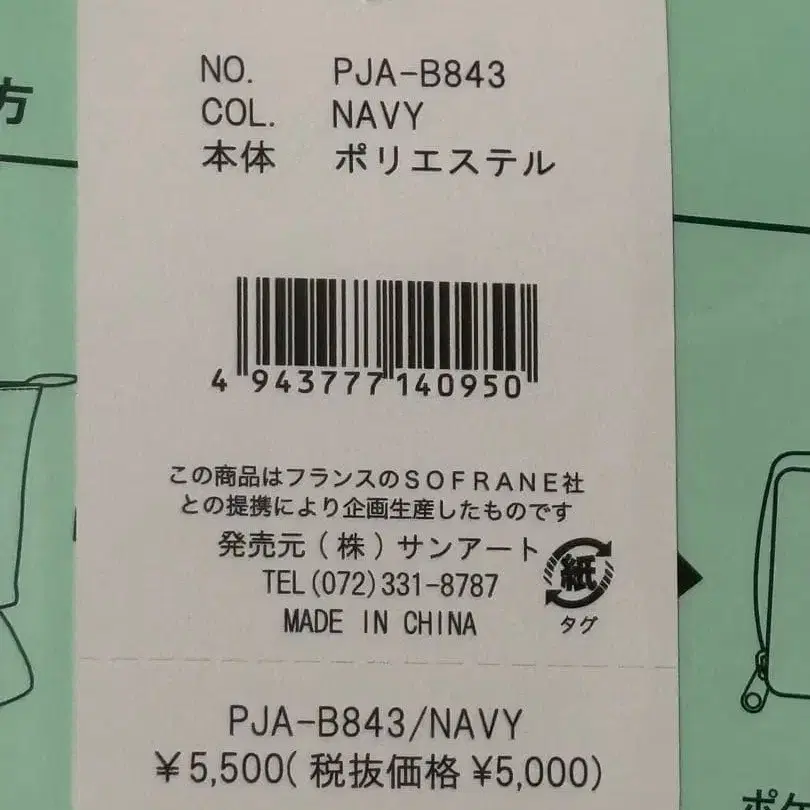 方
NO. PJA-B843
COL. NAVY
本体 ポリエステル
4 943777 140950
この商品はフランスのSOFRANE社
との提携により企画生産したものです
発売元(株)サンアート
TEL(072)331-8787
MADE IN CHINA
紙
タグ
PJA-B843/NAVY
¥5,500(税抜価格 ¥5,000)
ポケ